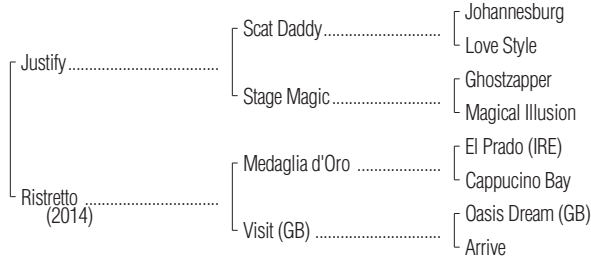 Johannesburg
Scat Daddy
Love Style
Justify
Ghostzapper
Stage Magic
Magical Illusion
El Prado (IRE)
Medaglia d'Oro
Cappucino Bay
Ristretto
(2014)
Oasis Dream (GB)
Visit (GB)
Arrive